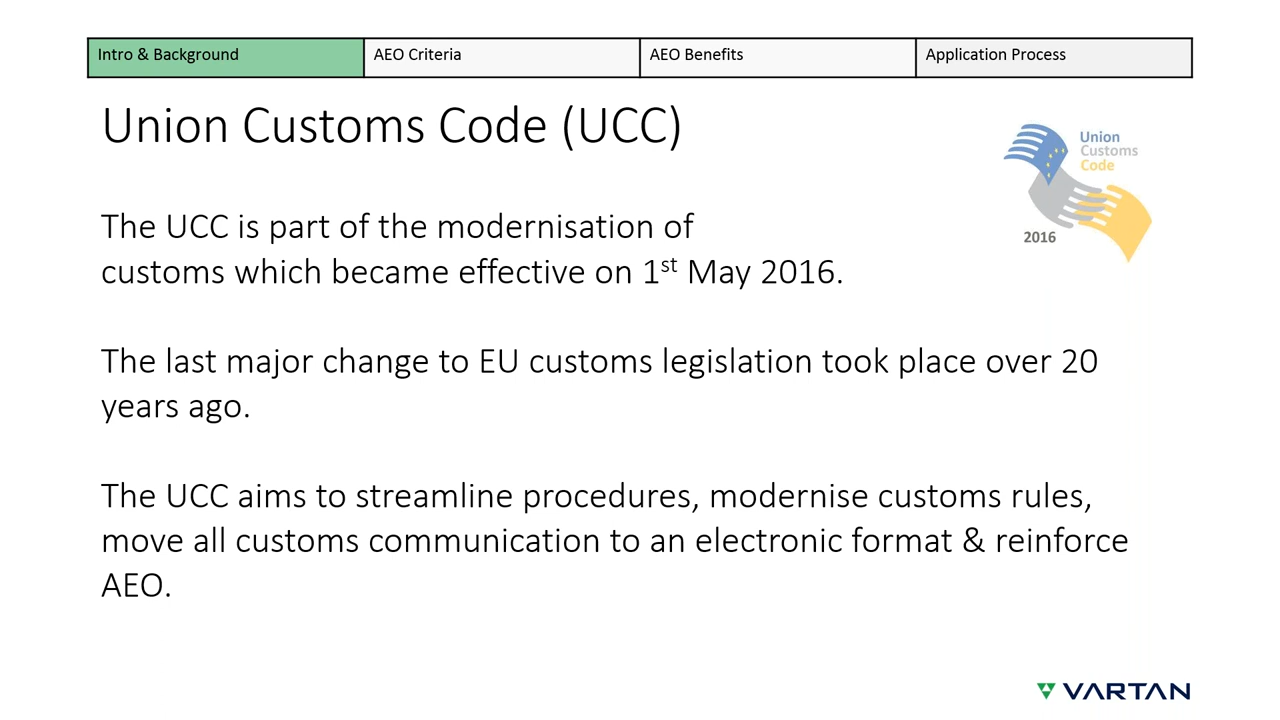 Intro & Background
AEO Criteria
AEO Benefits
Application Process
Union Customs Code (UCC)
Union
Customs
Code
2016
The UCC is part of the modernisation of
customs which became effective on 1st May 2016.
The last major change to EU customs legislation took place over 20
years ago.
The UCC aims to streamline procedures, modernise customs rules,
move all customs communication to an electronic format & reinforce
AEO.
VARTAN